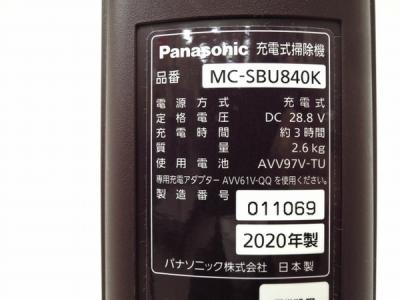 Panasonic 充電式掃除機
品番 MC-SBU840K
電源方式 充電式
定格電圧 DC 28.8 V
充電時間 約3時間
質量 2.6 kg
使用電池 AVV97V-TU
専用充電アダプター AVV61V-QQ を使用ください。
製造番号 011069
2020年製
パナソニック株式会社 日本製